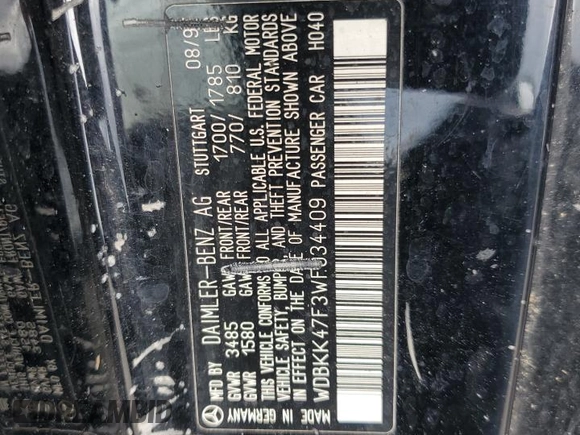 MFD BY DAIMLER-BENZ AG STUTTGART 08/9
GVWR 3485 GAW FRONT/REAR 1700/1785 LBS
GVWR 1580 GAW FRONT/REAR 770/ 810 KG
THIS VEHICLE CONFORMS TO ALL APPLICABLE U.S. FEDERAL MOTOR
VEHICLE SAFETY, BUMPER, AND THEFT PREVENTION STANDARDS
IN EFFECT ON THE DATE OF MANUFACTURE SHOWN ABOVE
WDBKK47F3WF034409 PASSENGER CAR H040
MADE IN GERMANY